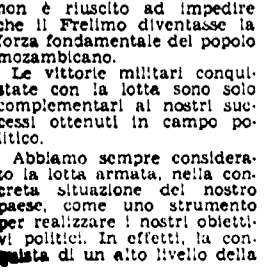 non è riuscito ad impedire
che il Frelimo diventasse la
forza fondamentale del popolo
mozambicano.
Le vittorie militari conqui-
state con la lotta sono solo
complementari ai nostri suc-
cessi ottenuti in campo po-
litico.
Abbiamo sempre considera-
to la lotta armata, nella con-
creta situazione del nostro
paese, come uno strumento
per realizzare i nostri obietti-
vi politici. In effetti, la con-
quista di un alto livello della